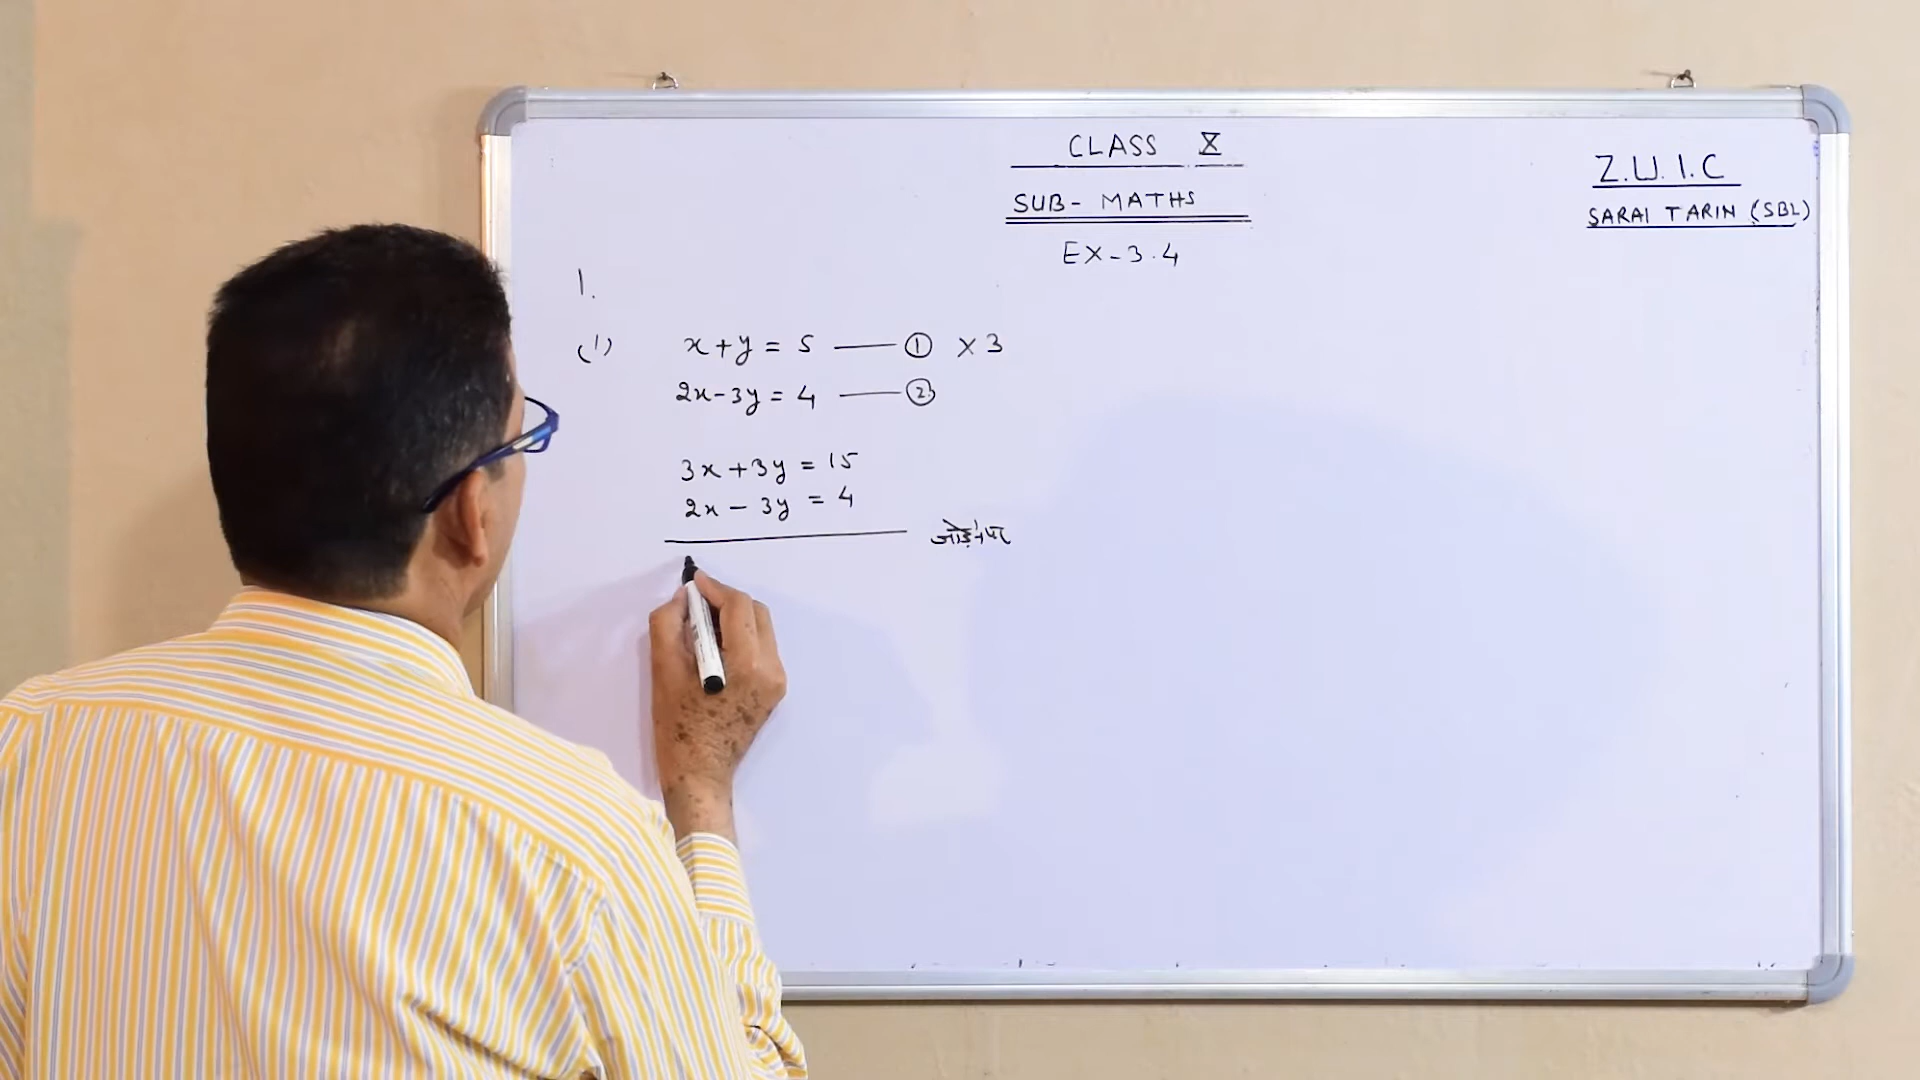 CLASS X
SUB- MATHS
EX-3.4
Z.U.I.C
SARAI TARIN (SBL)
1.
(1) x+y = 5 —— ① ×3
2x-3y = 4 —— ②
3x+3y = 15
2x - 3y = 4
जोड़ने पर